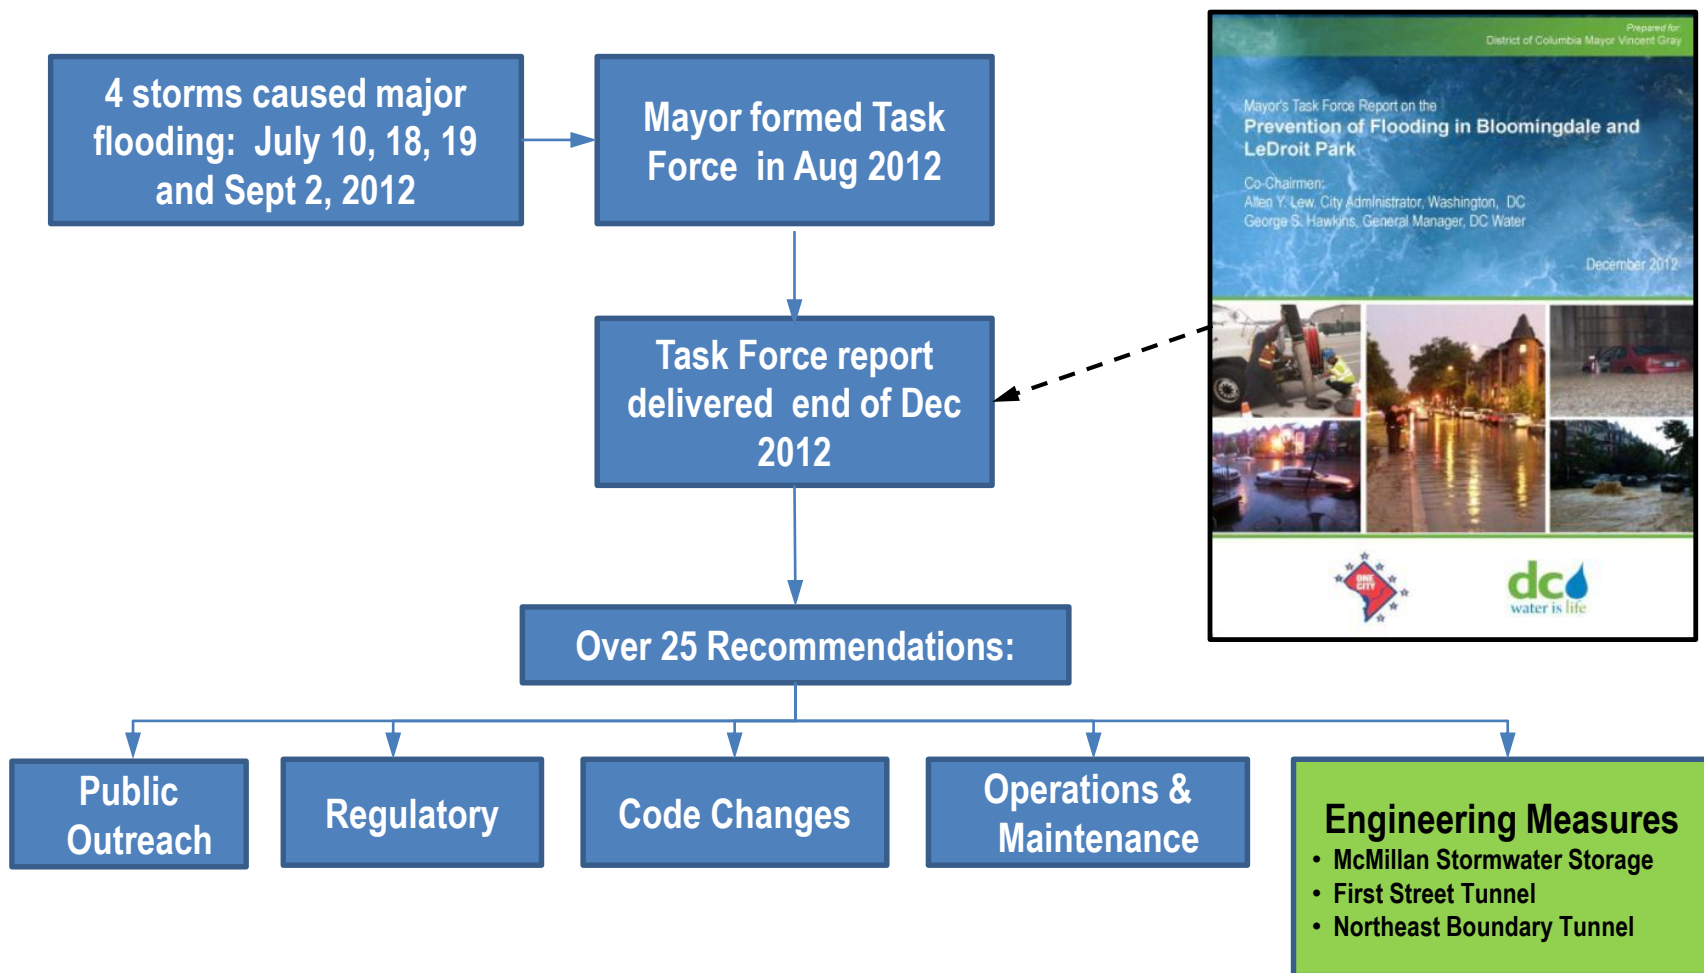 4 storms caused major
flooding: July 10, 18, 19
and Sept 2, 2012
Mayor formed Task
Force in Aug 2012
Task Force report
delivered end of Dec
2012
Prepared for:
District of Columbia Mayor Vincent Gray
Mayor's Task Force Report on the
Prevention of Flooding in Bloomingdale and
LeDroit Park
Co-Chairmen:
Allen Y. Lew, City Administrator, Washington, DC
George S. Hawkins, General Manager, DC Water
December 2012
ONE
CITY
dc
water is life
Over 25 Recommendations:
Public
Outreach
Regulatory
Code Changes
Operations &
Maintenance
Engineering Measures
• McMillan Stormwater Storage
• First Street Tunnel
• Northeast Boundary Tunnel